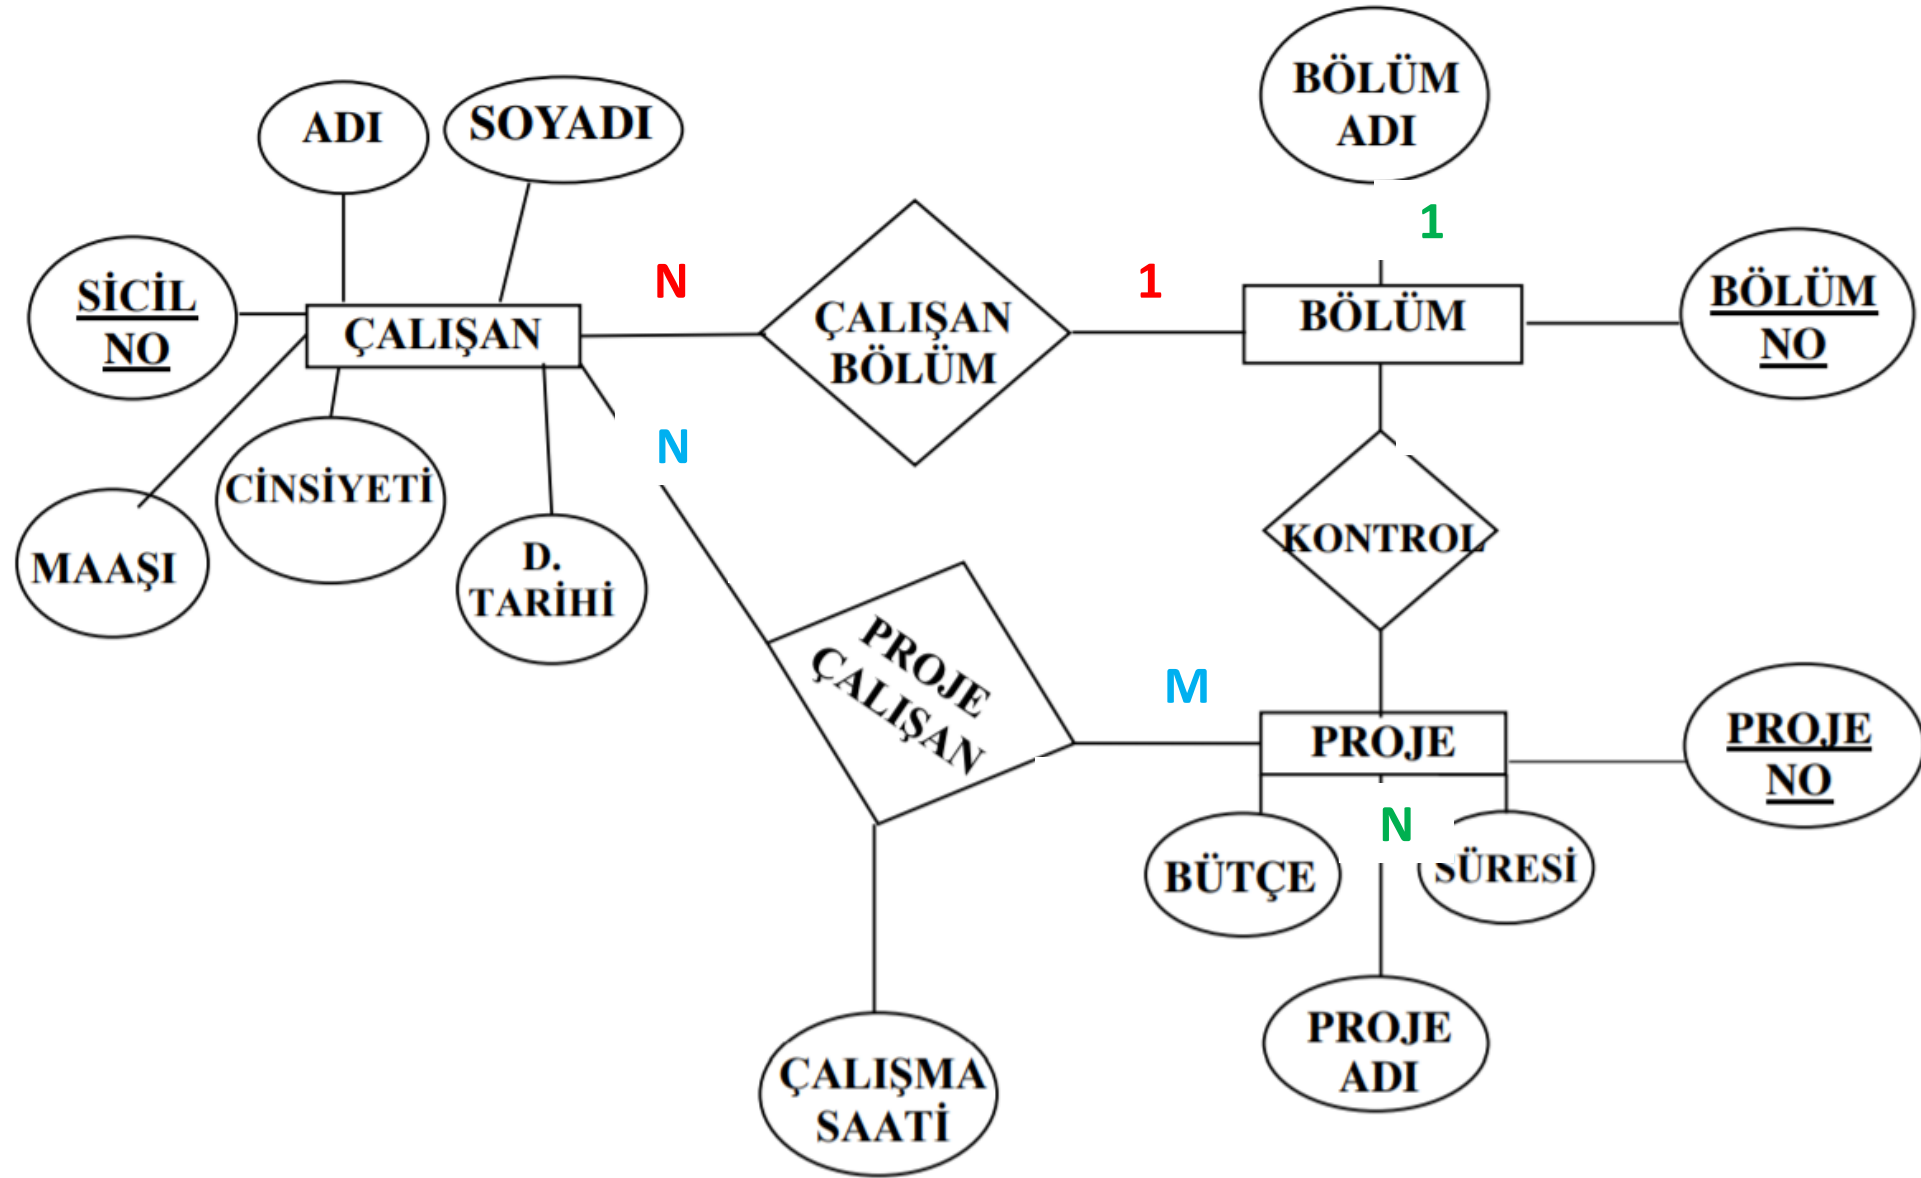 BÖLÜM
ADI
ADI
SOYADI
1
SİCİL
NO
N
1
BÖLÜM
NO
ÇALIŞAN
ÇALIŞAN
BÖLÜM
BÖLÜM
N
CİNSİYETİ
MAAŞI
D.
TARİHİ
KONTROL
PROJE
ÇALIŞAN
M
PROJE
PROJE
NO
N
BÜTÇE
SÜRESİ
PROJE
ADI
ÇALIŞMA
SAATİ